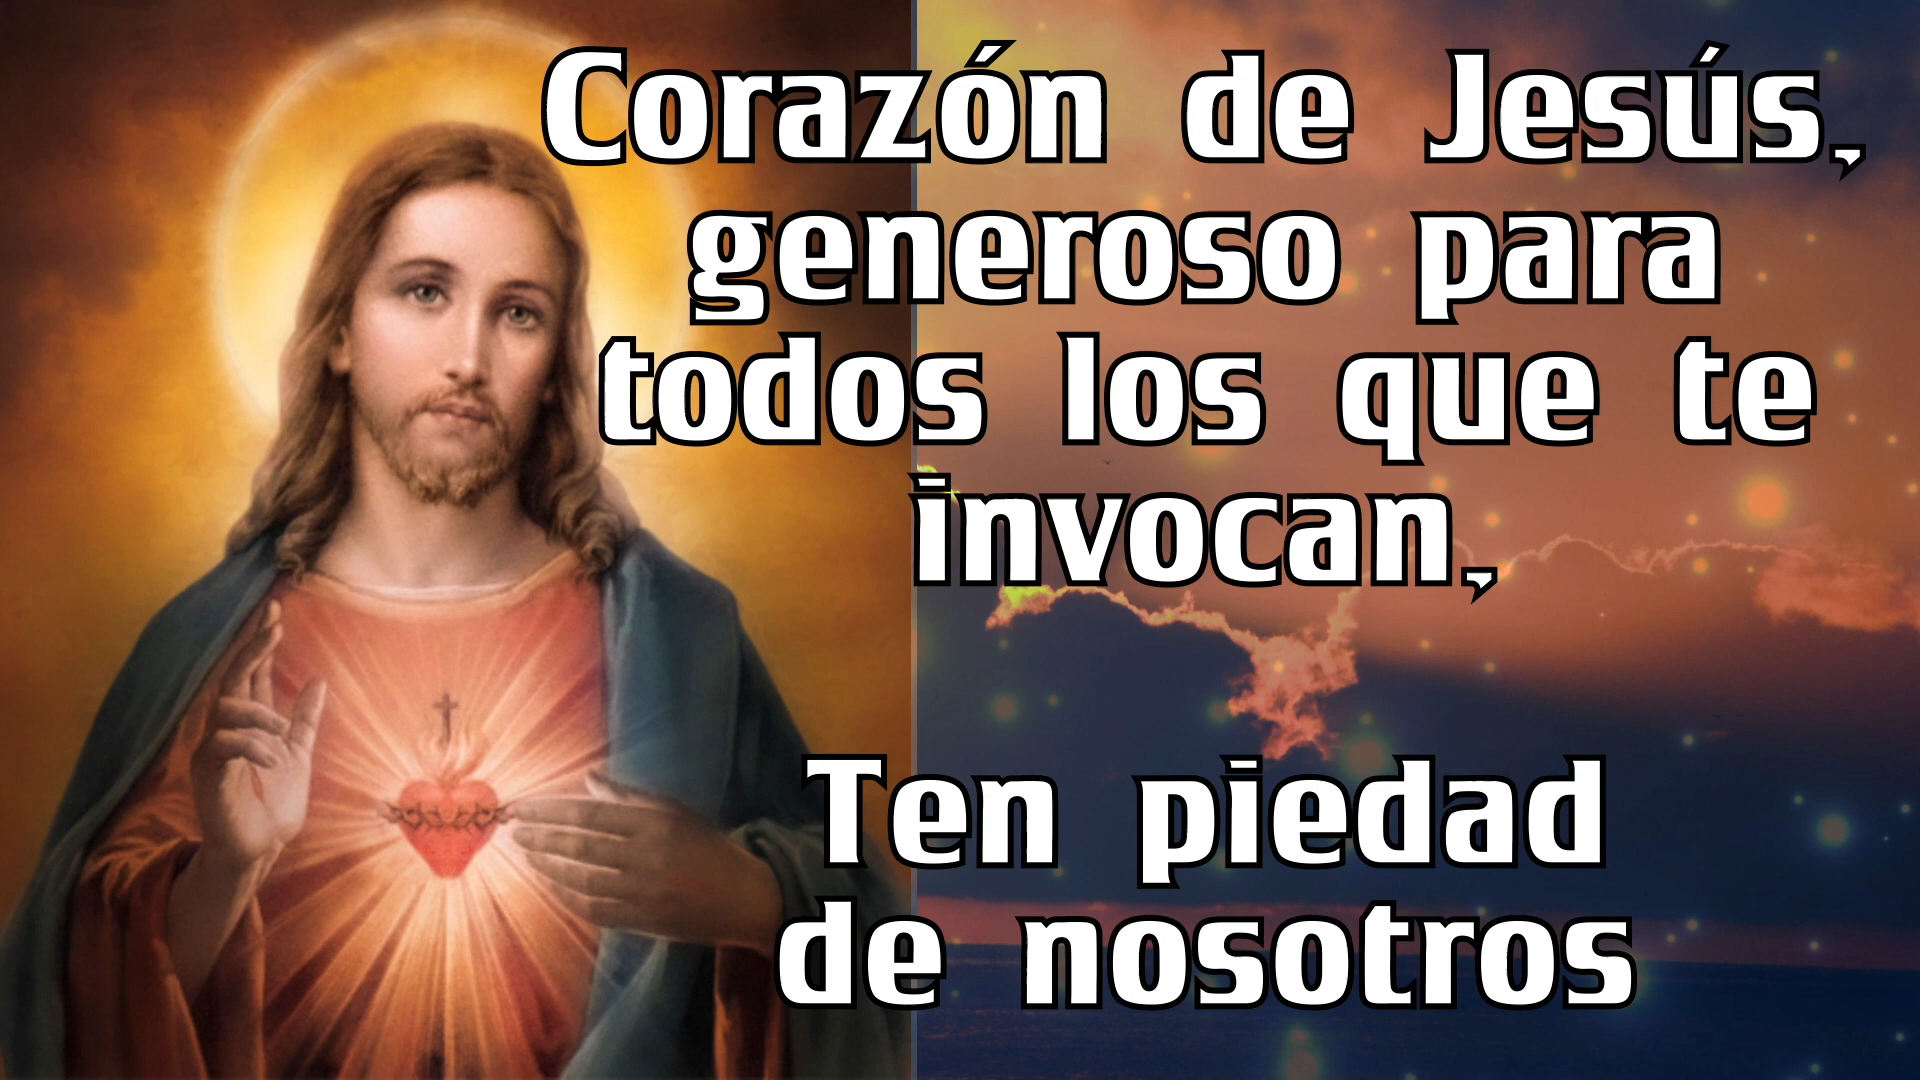 Corazón de Jesús,
generoso para
todos los que te
invocan,
Ten piedad
de nosotros